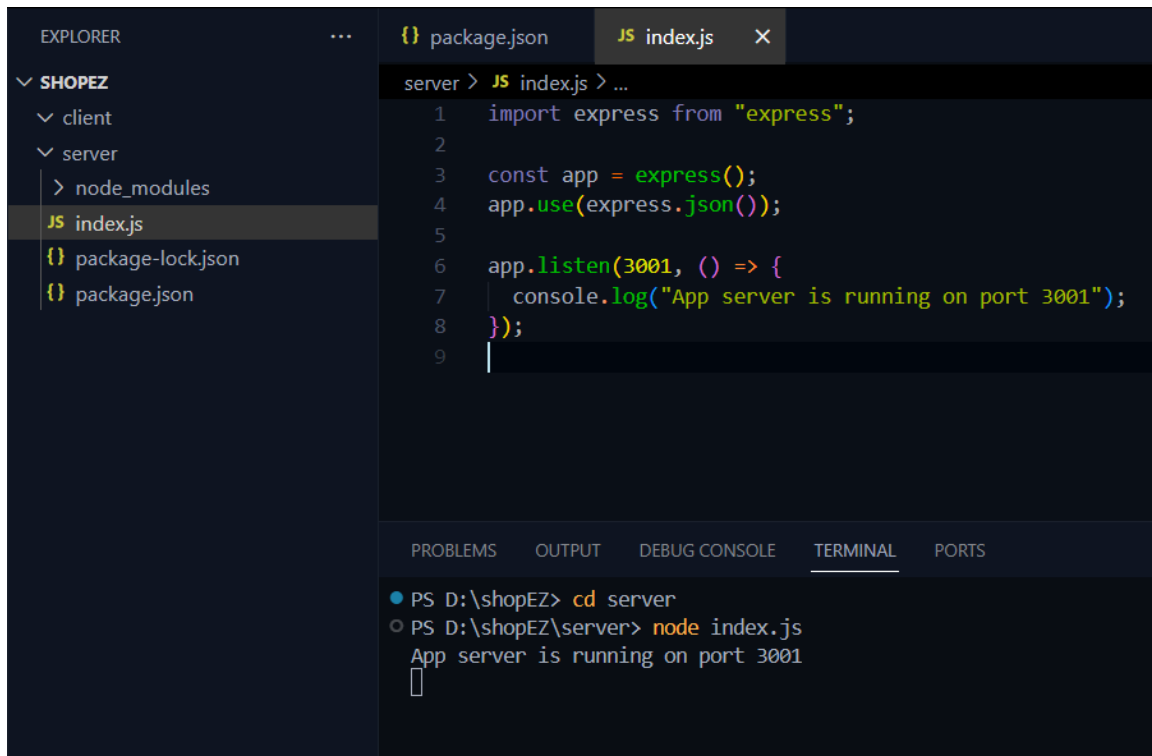 EXPLORER ...
SHOPEZ
client
server
node_modules
JS index.js
{} package-lock.json
{} package.json
{} package.json JS index.js ×
server > JS index.js > ...
1 import express from "express";
2
3 const app = express();
4 app.use(express.json());
5
6 app.listen(3001, () => {
7 console.log("App server is running on port 3001");
8 });
9
PROBLEMS OUTPUT DEBUG CONSOLE TERMINAL PORTS
PS D:\shopEZ> cd server
PS D:\shopEZ\server> node index.js
App server is running on port 3001